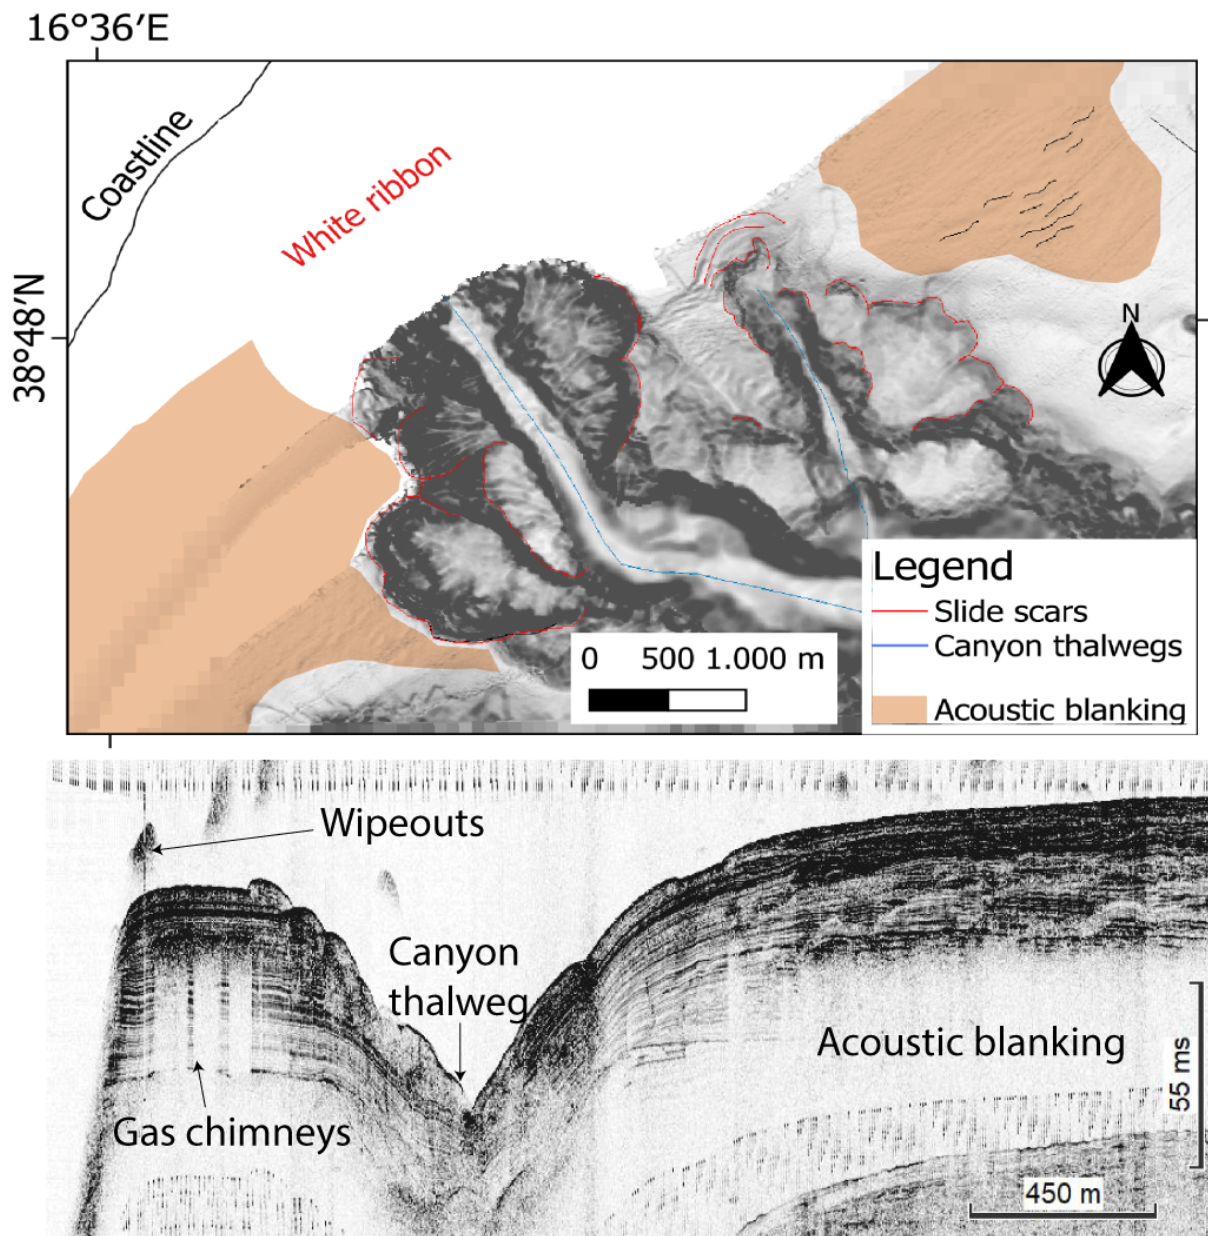 16°36'E
Coastline
White ribbon
38°48'N
N
Legend
Slide scars
Canyon thalwegs
Acoustic blanking
0 500 1.000 m
Wipeouts
Canyon
thalweg
Gas chimneys
Acoustic blanking
55 ms
450 m